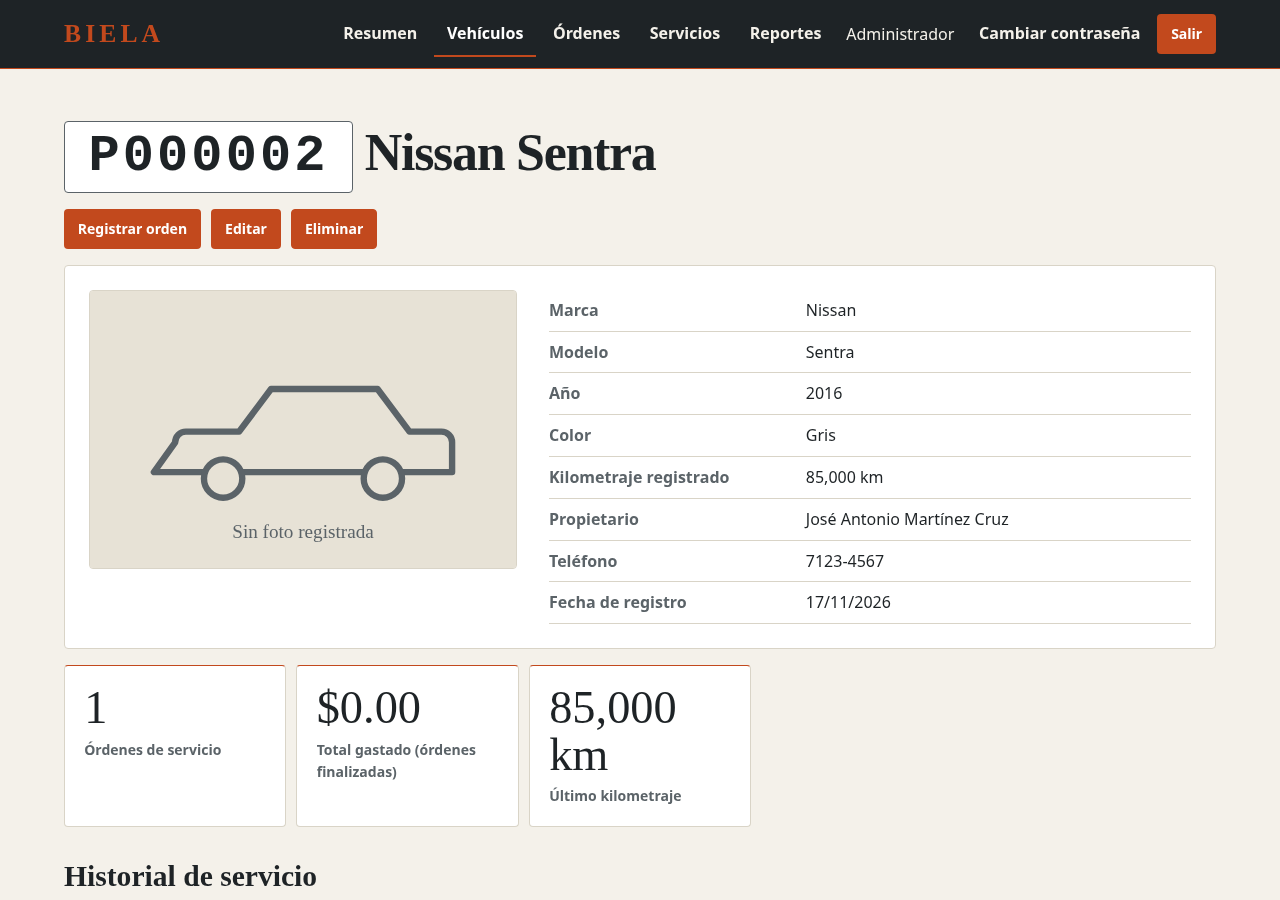 BIELA
Resumen Vehículos Órdenes Servicios Reportes Administrador Cambiar contraseña Salir
P000002 Nissan Sentra
Registrar orden Editar Eliminar
Sin foto registrada
Marca Nissan
Modelo Sentra
Año 2016
Color Gris
Kilometraje registrado 85,000 km
Propietario José Antonio Martínez Cruz
Teléfono 7123-4567
Fecha de registro 17/11/2026
1
Órdenes de servicio
$0.00
Total gastado (órdenes
finalizadas)
85,000
km
Último kilometraje
Historial de servicio